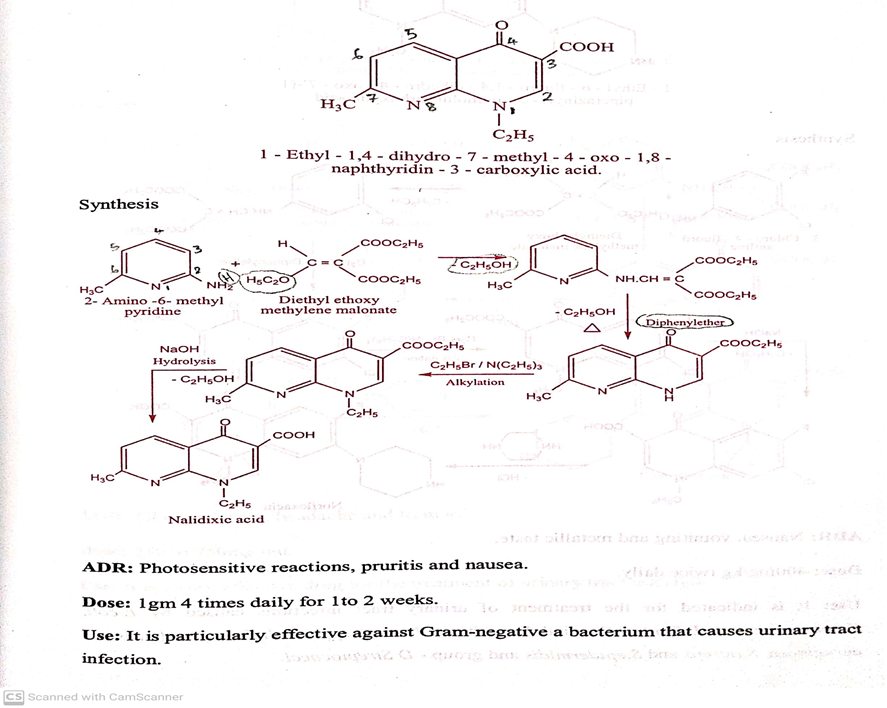 O
5
4
6
3
COOH
2
H₃C
7
N
8
N
1
C₂H₅
1 - Ethyl - 1,4 - dihydro - 7 - methyl - 4 - oxo - 1,8 -
naphthyridin - 3 - carboxylic acid.
Synthesis
4
5
3
6
2
N
1
NH₂
H
H₃C
2- Amino -6- methyl
pyridine
+
H
COOC₂H₅
C = C
H₅C₂O
COOC₂H₅
Diethyl ethoxy
methylene malonate
- C₂H₅OH
H₃C
N
NH.CH = C
COOC₂H₅
COOC₂H₅
- C₂H₅OH
△
Diphenylether
O
COOC₂H₅
H₃C
N
N
H
C₂H₅Br / N(C₂H₅)₃
Alkylation
O
COOC₂H₅
H₃C
N
N
C₂H₅
NaOH
Hydrolysis
- C₂H₅OH
O
COOH
H₃C
N
N
C₂H₅
Nalidixic acid
ADR: Photosensitive reactions, pruritis and nausea.
Dose: 1gm 4 times daily for 1to 2 weeks.
Use: It is particularly effective against Gram-negative a bacterium that causes urinary tract
infection.
CS Scanned with CamScanner